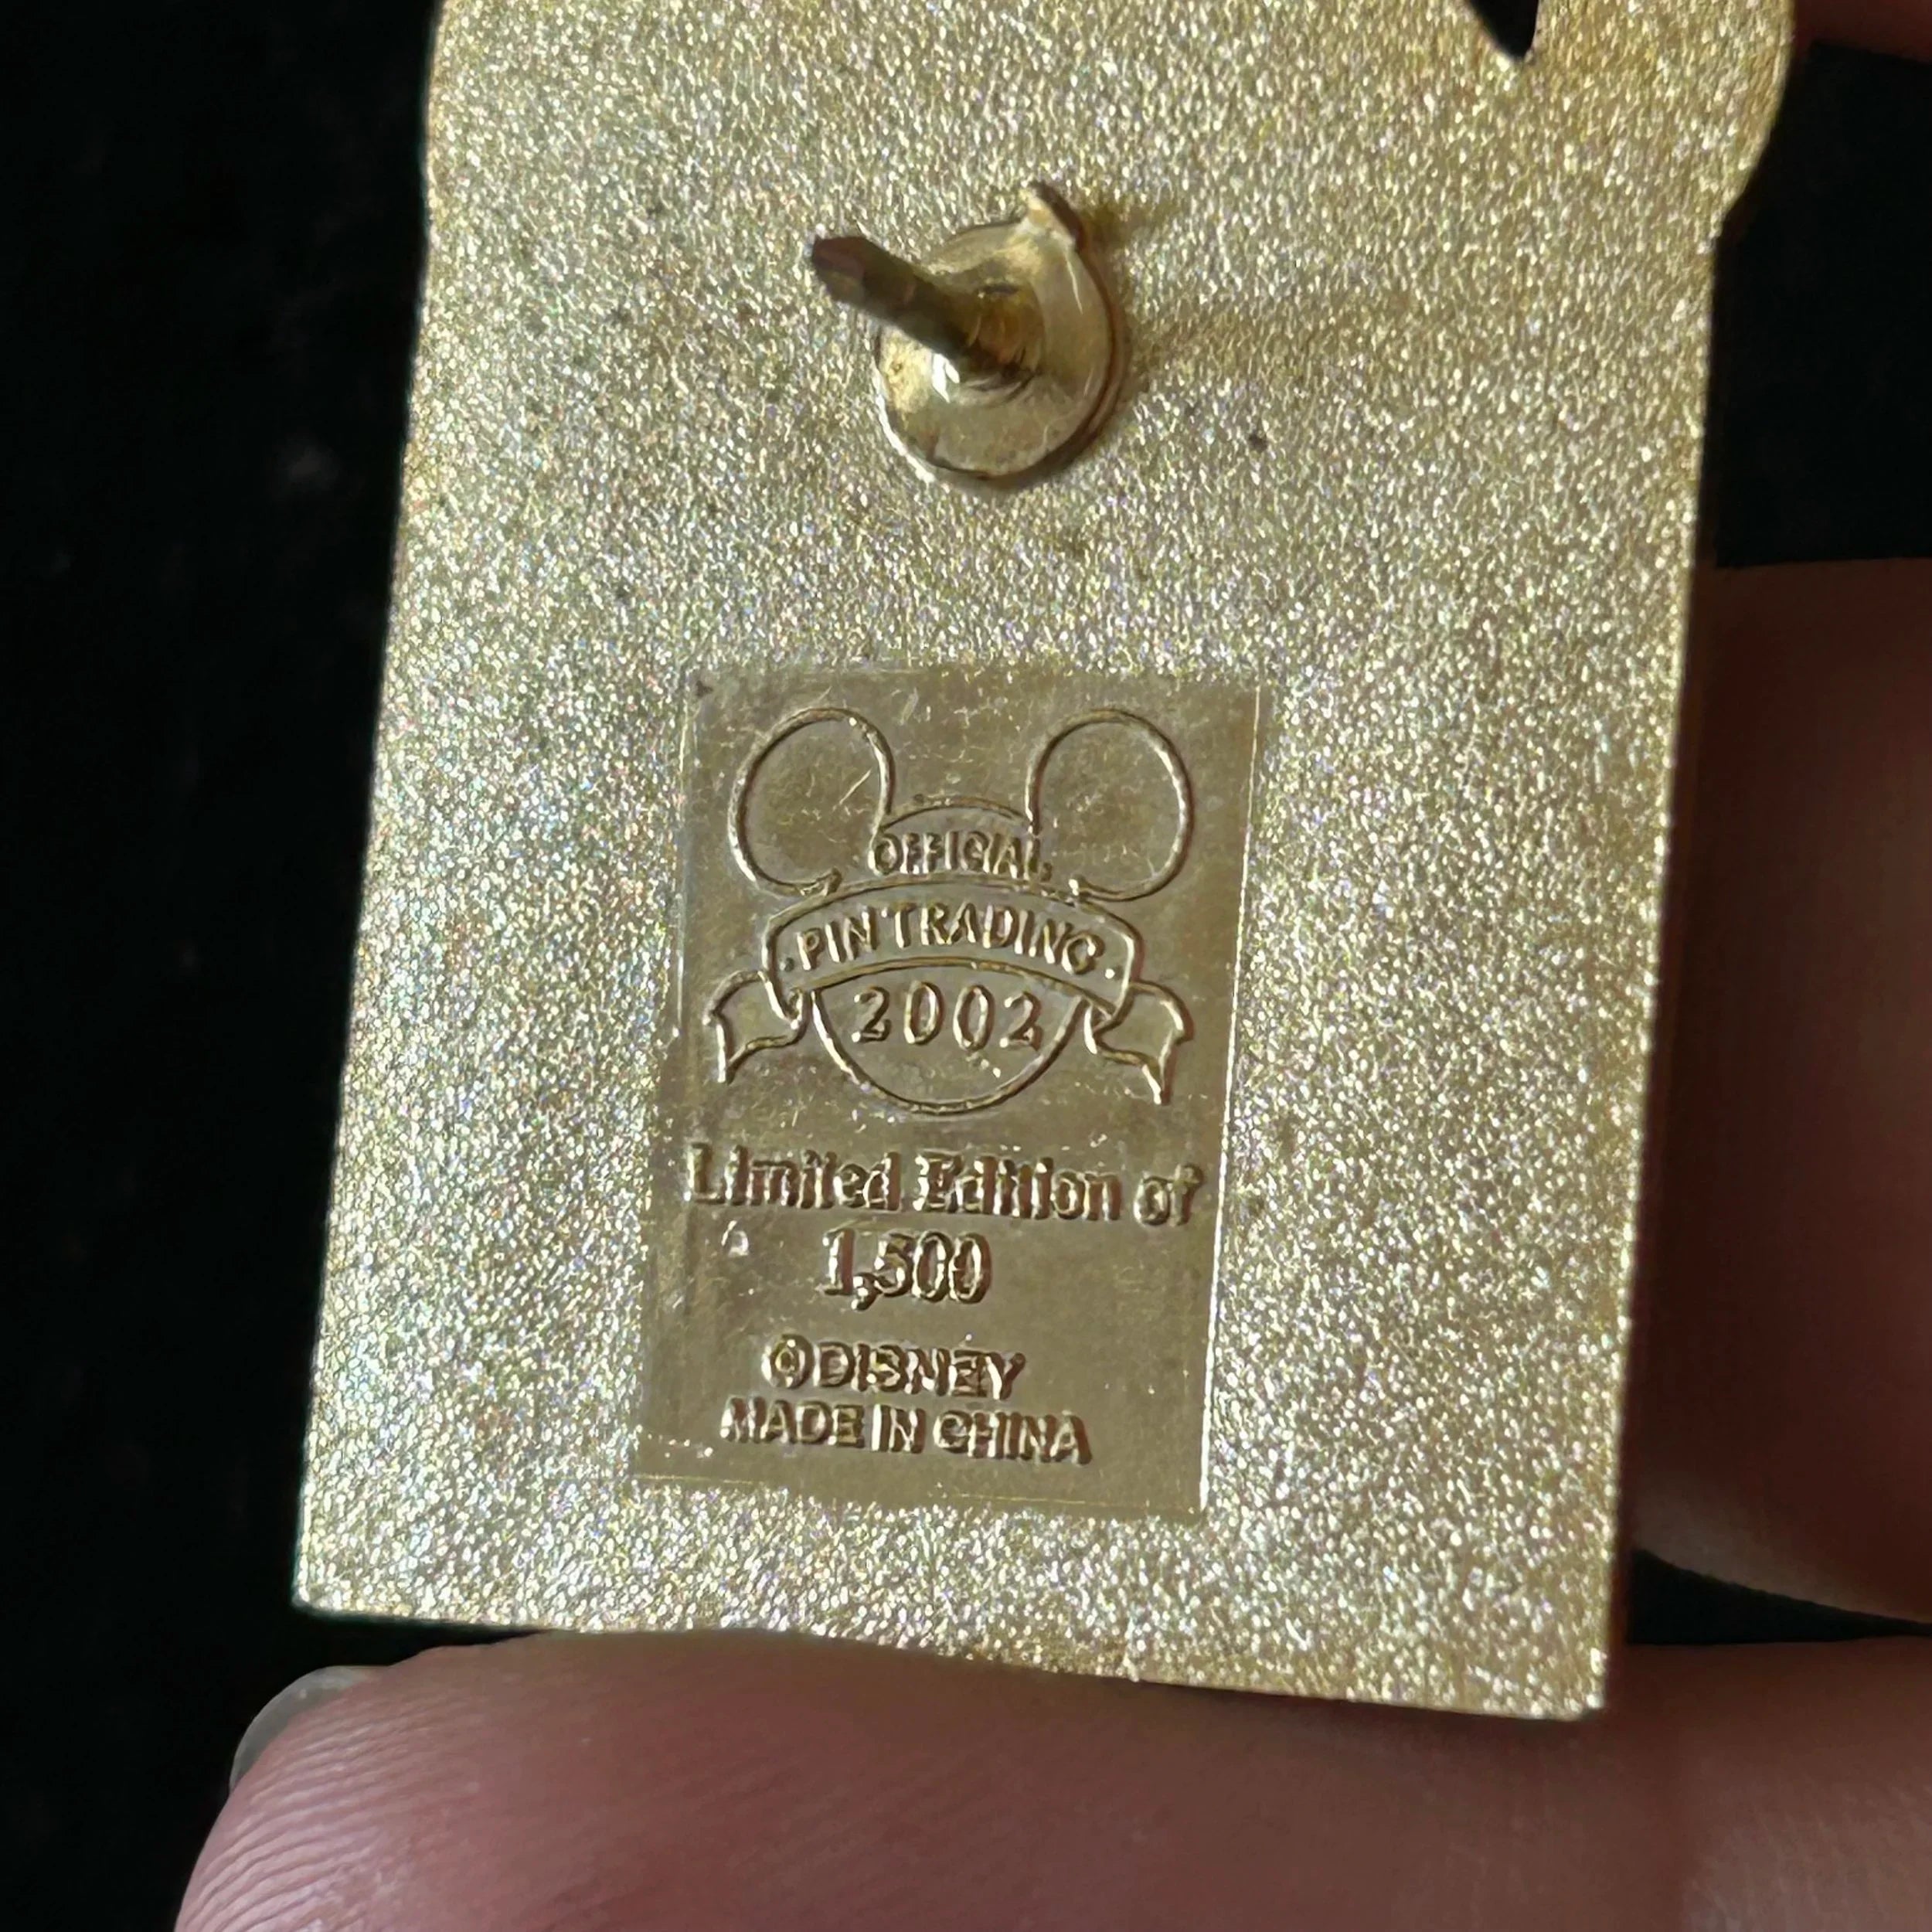 OFFICIAL
·PIN TRADING·
2002
Limited Edition of
1,500
©DISNEY
MADE IN CHINA